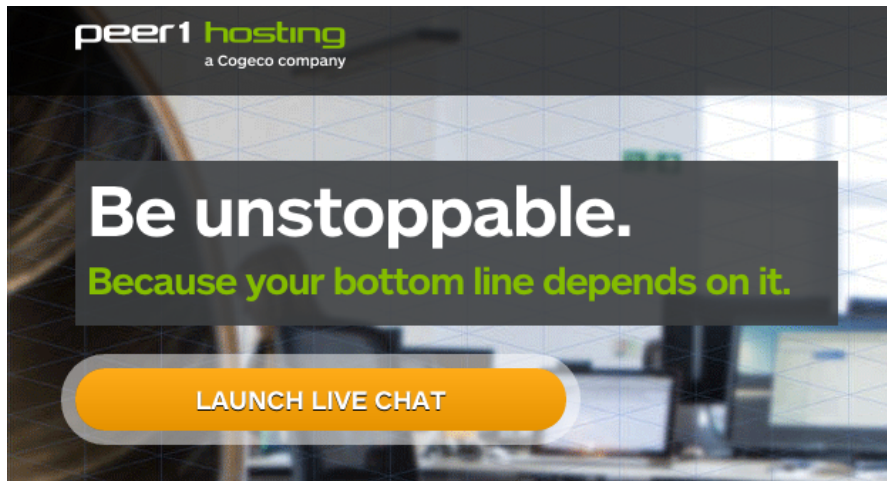 peer1 hosting
a Cogeco company
Be unstoppable.
Because your bottom line depends on it.
LAUNCH LIVE CHAT